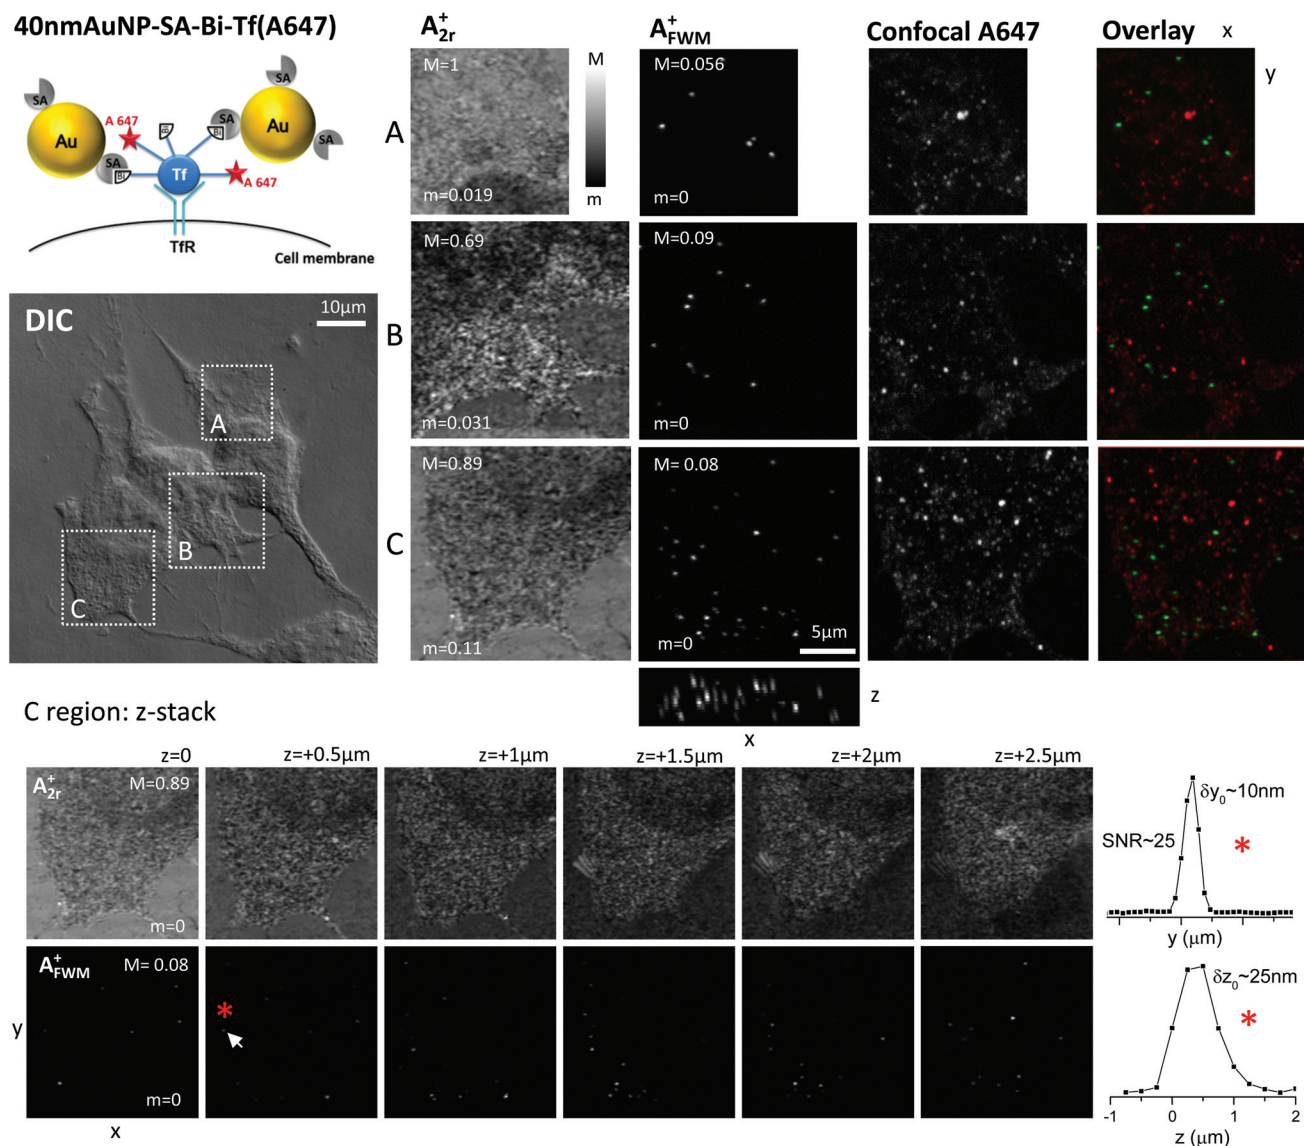 40nmAuNP-SA-Bi-Tf(A647)
SA
SA
Au
A 647
Bi
Bi
SA
Au
SA
SA
Bi
Tf
A 647
TfR
Cell membrane
DIC
10μm
A
B
C
A⁺2r
A⁺FWM
Confocal A647
Overlay x
y
A
M=1
m=0.019
M
m
M=0.056
m=0
B
M=0.69
m=0.031
M=0.09
m=0
C
M=0.89
m=0.11
M= 0.08
m=0
5μm
z
x
C region: z-stack
z=0
z=+0.5μm
z=+1μm
z=+1.5μm
z=+2μm
z=+2.5μm
A⁺2r
M=0.89
m=0
A⁺FWM
M= 0.08
*
m=0
y
x
δy₀~10nm
SNR~25
*
y (μm)
δz₀~25nm
*
-1 0 1 2
z (μm)